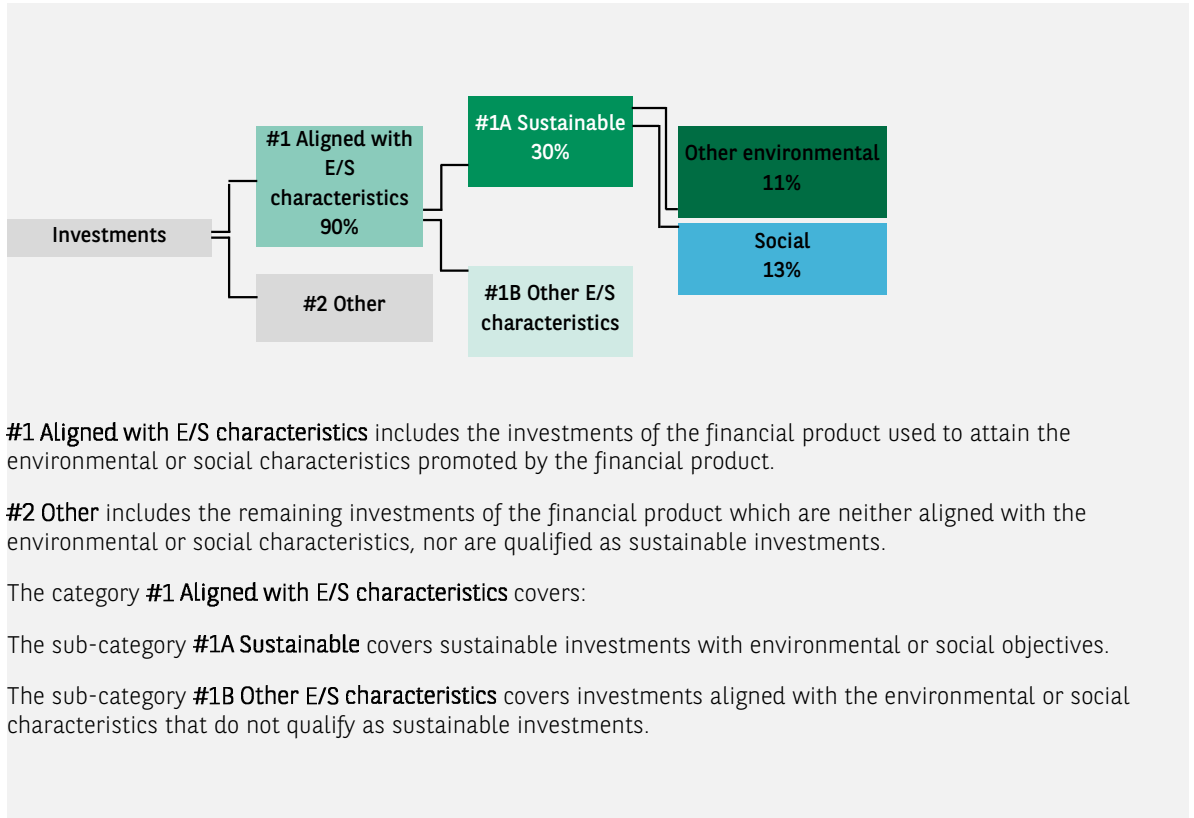 #1 Aligned with
E/S
characteristics
90%
#1A Sustainable
30%
Other environmental
11%
Investments
Social
13%
#2 Other
#1B Other E/S
characteristics
#1 Aligned with E/S characteristics includes the investments of the financial product used to attain the
environmental or social characteristics promoted by the financial product.
#2 Other includes the remaining investments of the financial product which are neither aligned with the
environmental or social characteristics, nor are qualified as sustainable investments.
The category #1 Aligned with E/S characteristics covers:
The sub-category #1A Sustainable covers sustainable investments with environmental or social objectives.
The sub-category #1B Other E/S characteristics covers investments aligned with the environmental or social
characteristics that do not qualify as sustainable investments.